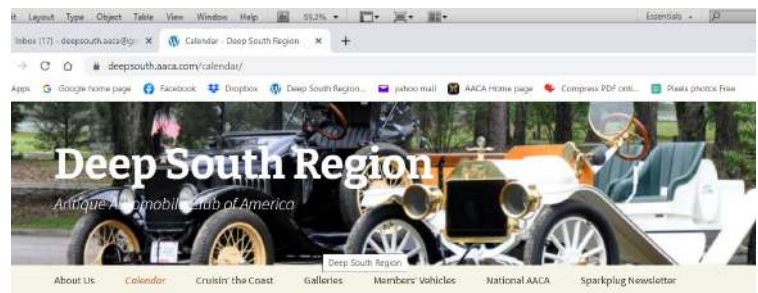 Layout Type Object Table View Window Help 59.2% Essentials
Inbox (17) - deepsouth.aaca@g Calendar - Deep South Region
deepsouth.aaca.com/calendar/
Apps Google home page Facebook Dropbox Deep South Region... yahoo mail AACA Home page Compress PDF onli... Pixels photos Free
Deep South Region
Antique Automobile Club of America
Deep South Region
About Us Calendar Cruisin' the Coast Galleries Members' Vehicles National AACA Sparkplug Newsletter